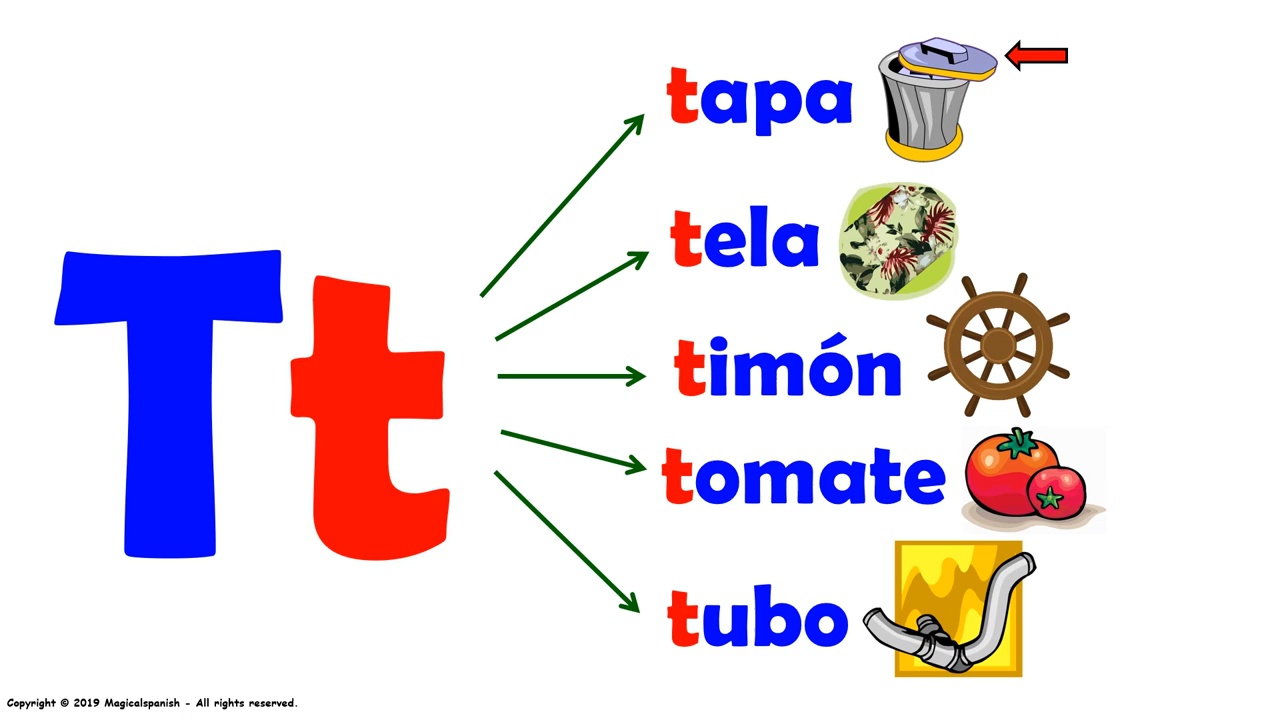 Tt
tapa
tela
timón
tomate
tubo
Copyright © 2019 Magicalspanish - All rights reserved.